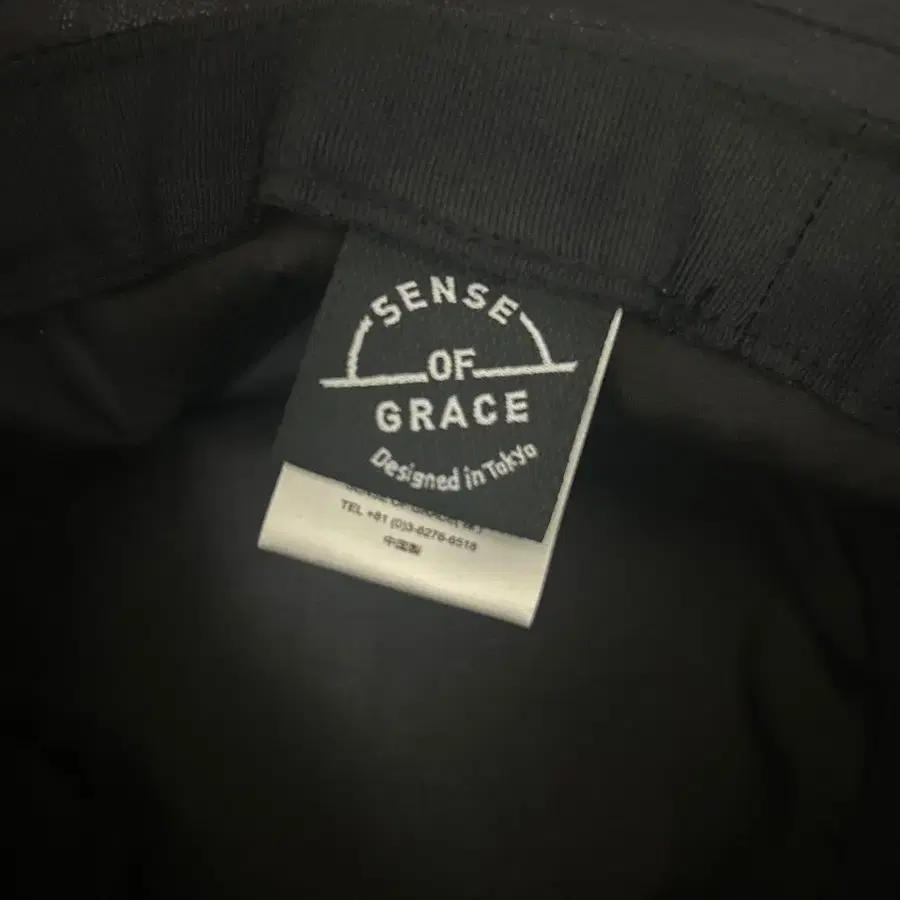 SENSE
OF
GRACE
Designed in Tokyo
TEL +81 (0)3-6276-6518
中国製